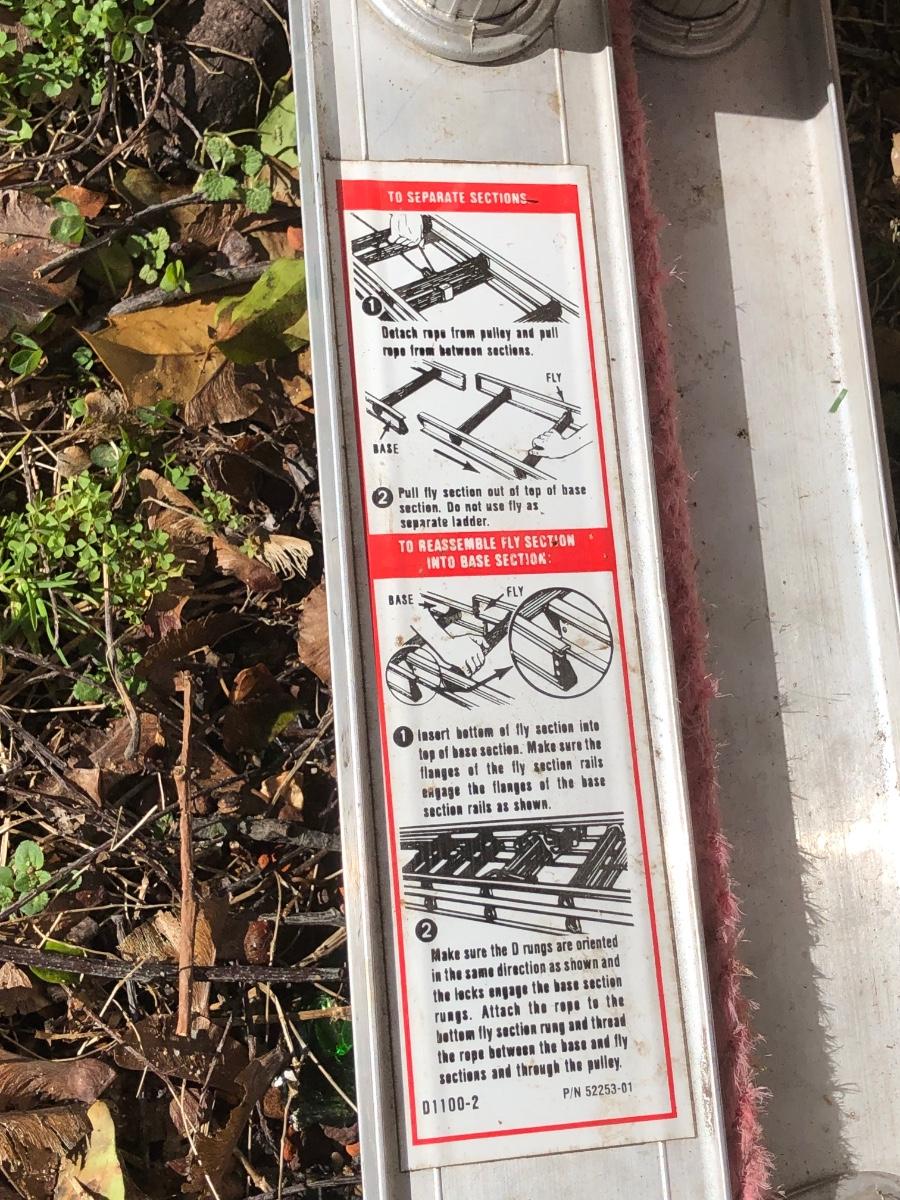 TO SEPARATE SECTIONS
1
Detach rope from pulley and pull
rope from between sections.
FLY
BASE
2 Pull fly section out of top of base
section. Do not use fly as
separate ladder.
TO REASSEMBLE FLY SECTION
INTO BASE SECTION:
BASE FLY
1 Insert bottom of fly section into
top of base section. Make sure the
flanges of the fly section rails
engage the flanges of the base
section rails as shown.
2
Make sure the D rungs are oriented
in the same direction as shown and
the locks engage the base section
rungs. Attach the rope to the
bottom fly section rung and thread
the rope between the base and fly
sections and through the pulley.
D1100-2 P/N 52253-01